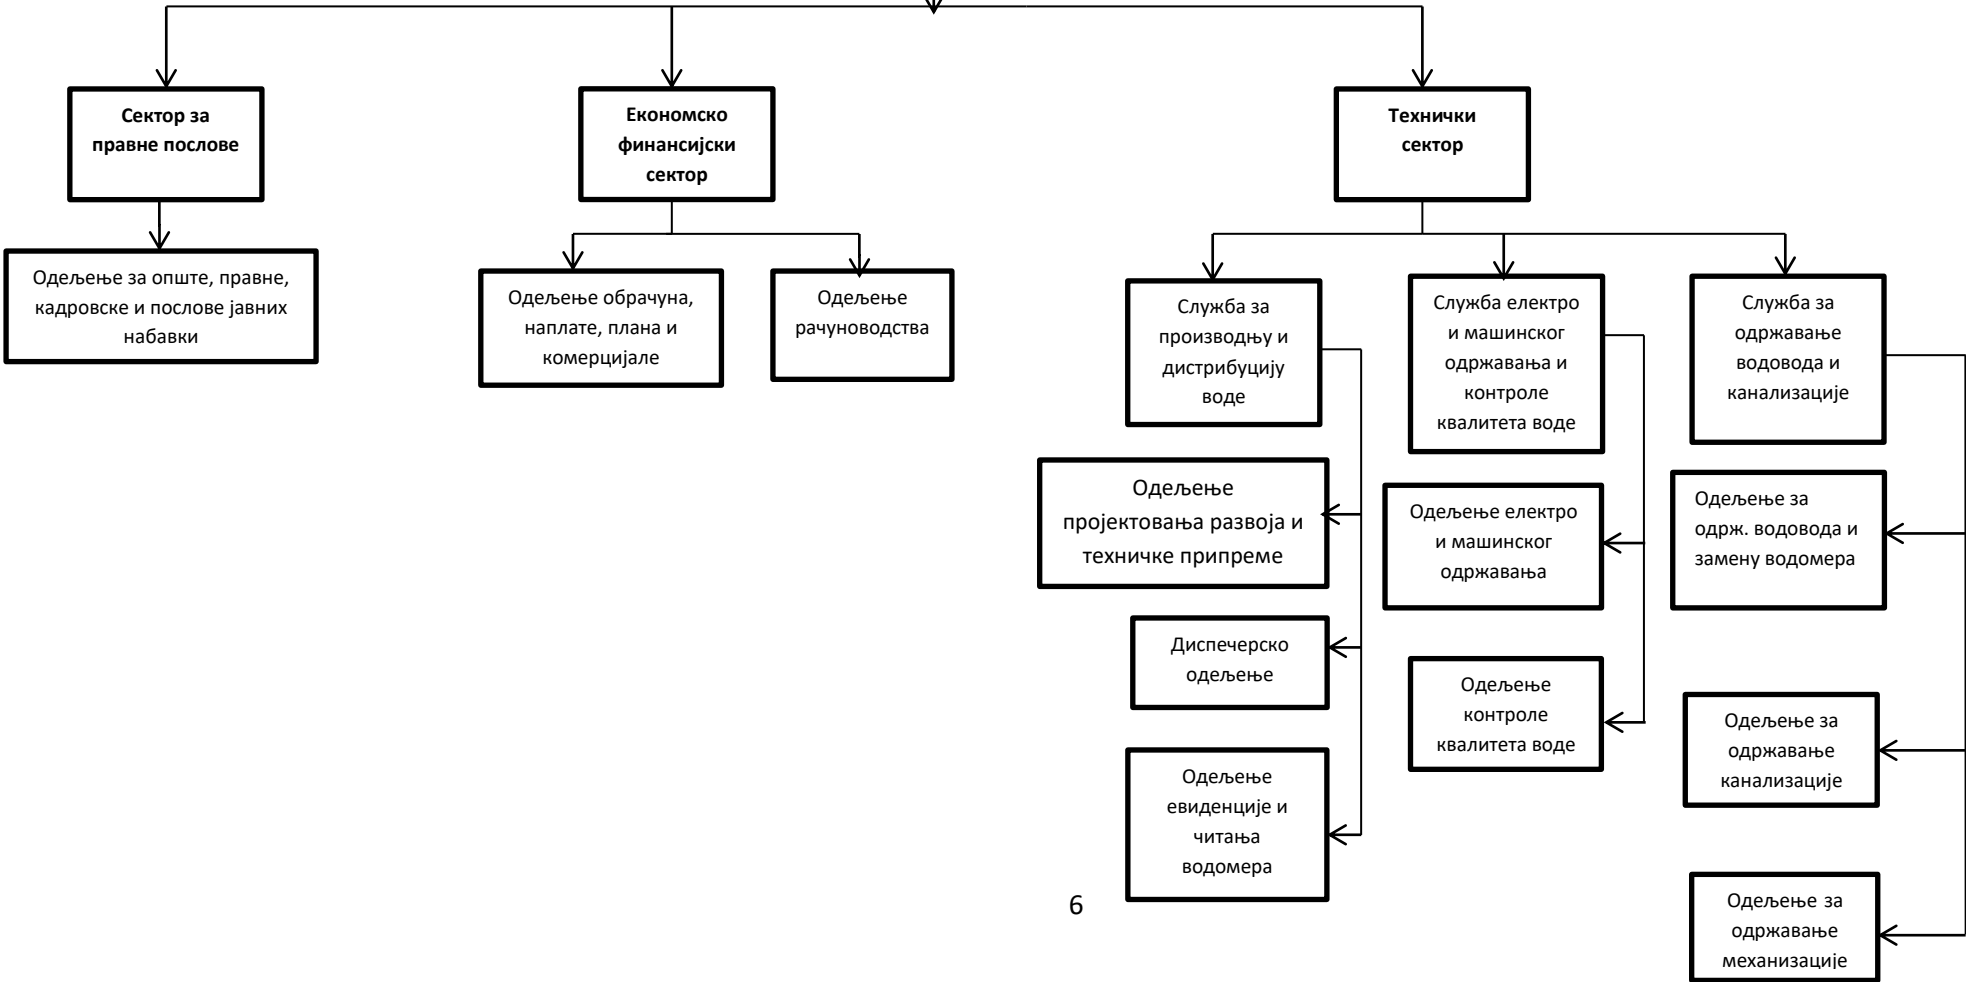 Сектор за
правне послове
Економско
финансијски
сектор
Технички
сектор
Одељење за опште, правне,
кадровске и послове јавних
набавки
Одељење обрачуна,
наплате, плана и
комерцијале
Одељење
рачуноводства
Служба за
производњу и
дистрибуцију
воде
Служба електро
и машинског
одржавања и
контроле
квалитета воде
Служба за
одржавање
водовода и
канализације
Одељење
пројектовања развоја и
техничке припреме
Одељење електро
и машинског
одржавања
Одељење за
одрж. водовода и
замену водомера
Диспечерско
одељење
Одељење
контроле
квалитета воде
Одељење за
одржавање
канализације
Одељење
евиденције и
читања
водомера
Одељење за
одржавање
механизације
6